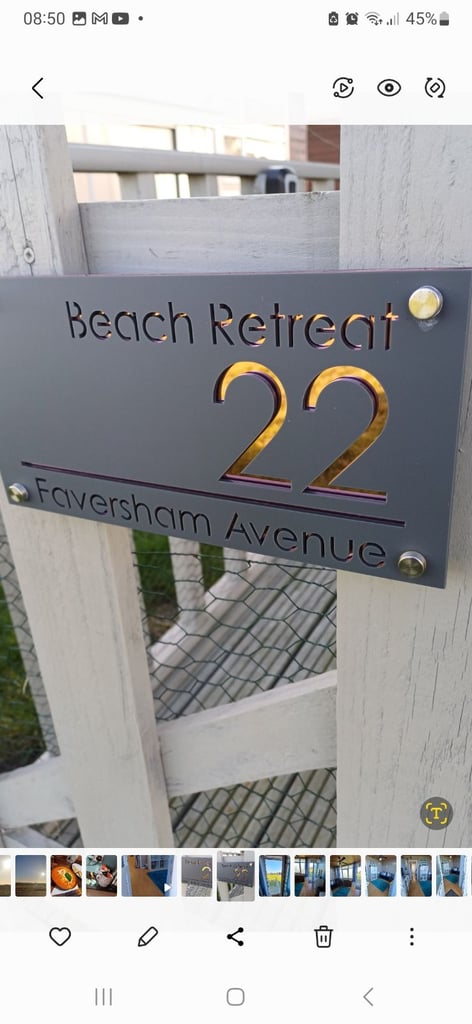 08:50
45%
Beach Retreat
22
Faversham Avenue
T